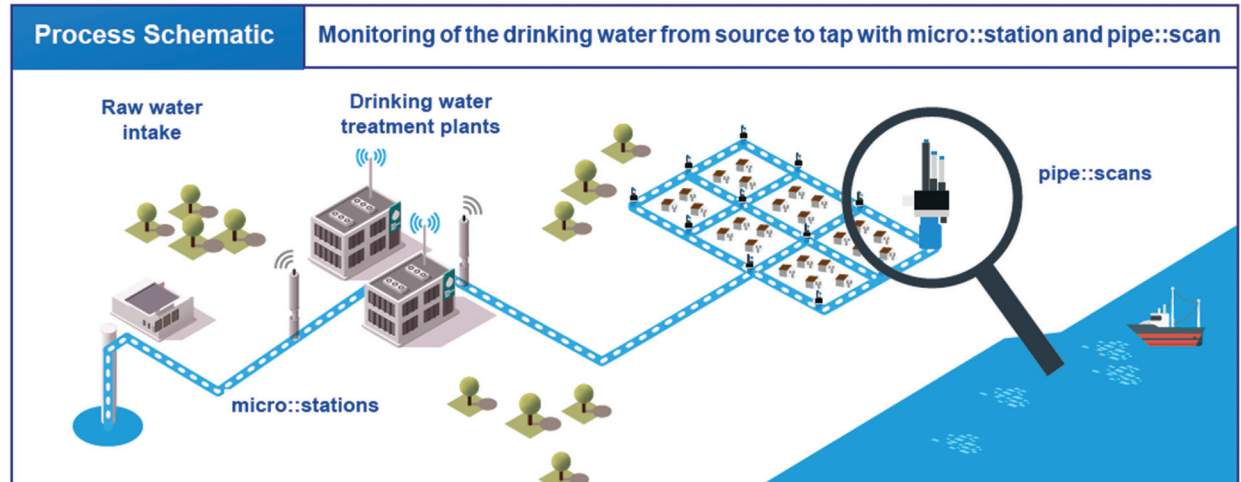 Process Schematic
Monitoring of the drinking water from source to tap with micro::station and pipe::scan
Raw water
intake
Drinking water
treatment plants
pipe::scans
micro::stations